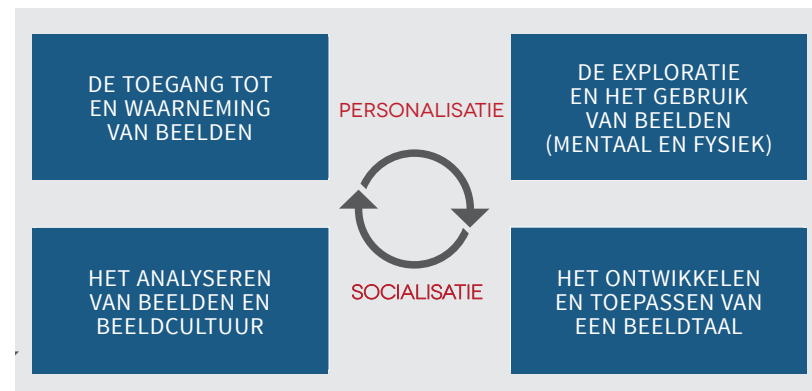 DE TOEGANG TOT
EN WAARNEMING
VAN BEELDEN
PERSONALISATIE
DE EXPLORATIE
EN HET GEBRUIK
VAN BEELDEN
(MENTAAL EN FYSIEK)
HET ANALYSEREN
VAN BEELDEN EN
BEELDCULTUUR
SOCIALISATIE
HET ONTWIKKELEN
EN TOEPASSEN VAN
EEN BEELDTAAL